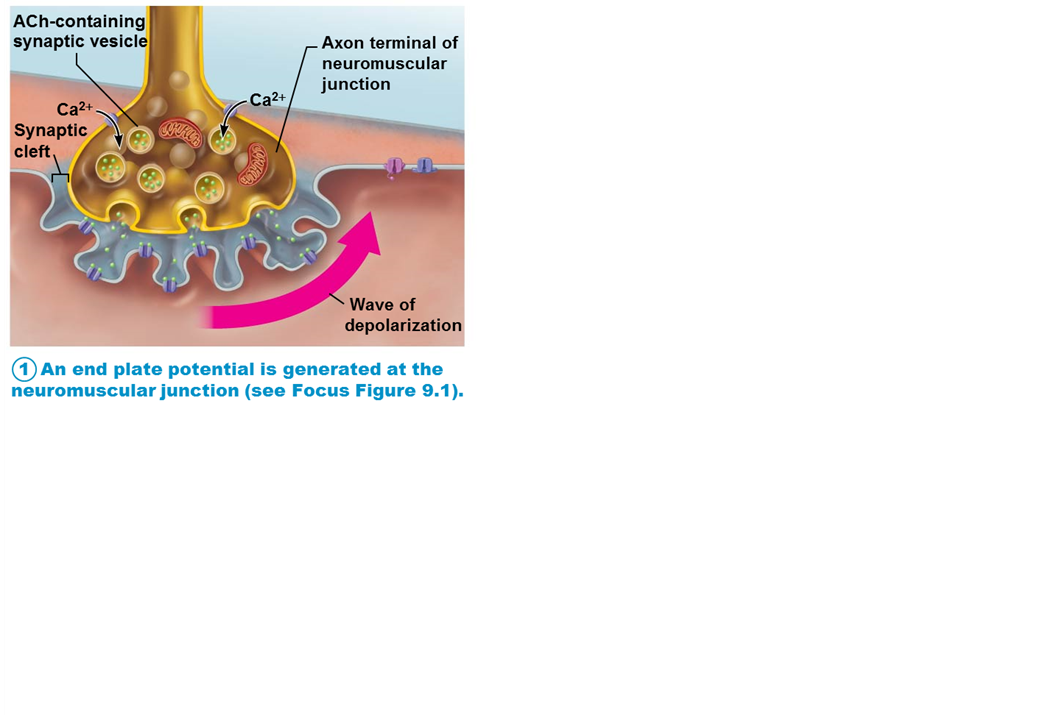 ACh-containing
synaptic vesicle
Axon terminal of
neuromuscular
junction
Ca2+
Ca2+
Synaptic
cleft
Wave of
depolarization
1 An end plate potential is generated at the
neuromuscular junction (see Focus Figure 9.1).